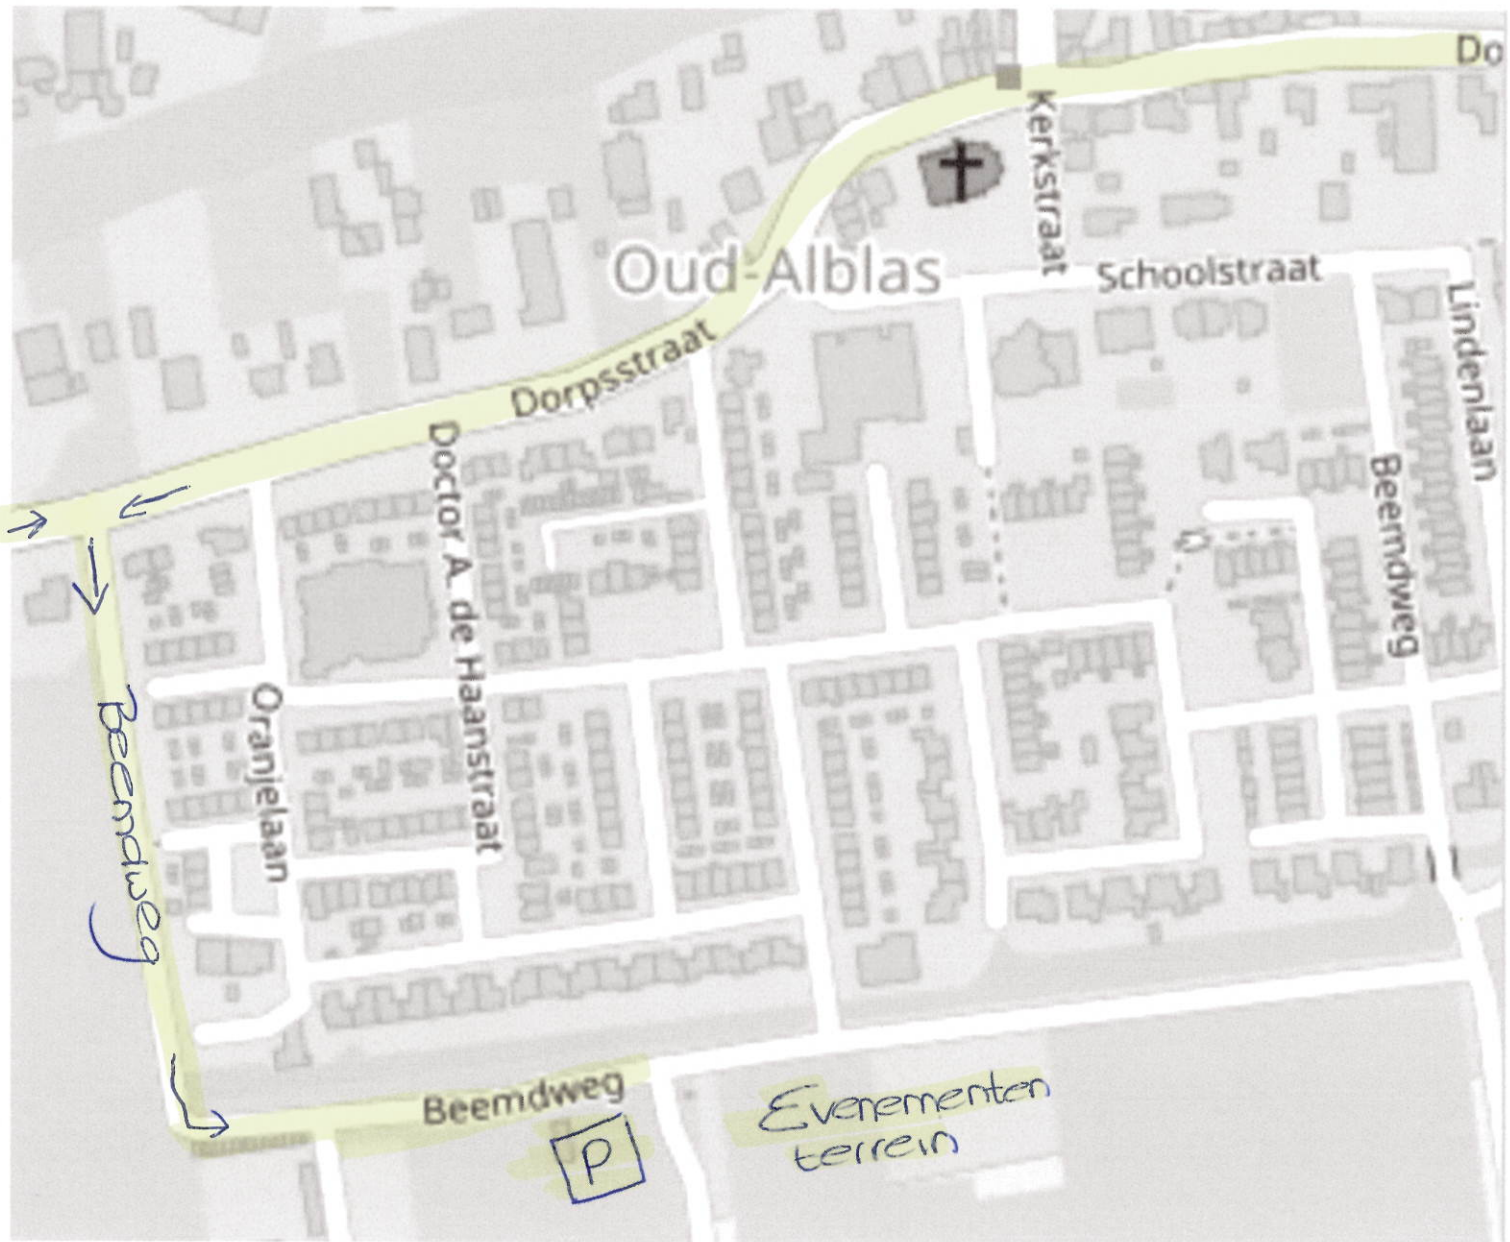 Do
Kerkstraat
Oud-Alblas
Schoolstraat
Lindenlaan
Dorpsstraat
Doctor A. de Haanstraat
Beemdweg
Oranjelaan
Beemdweg
Beemdweg
P
Evenementen
terrein